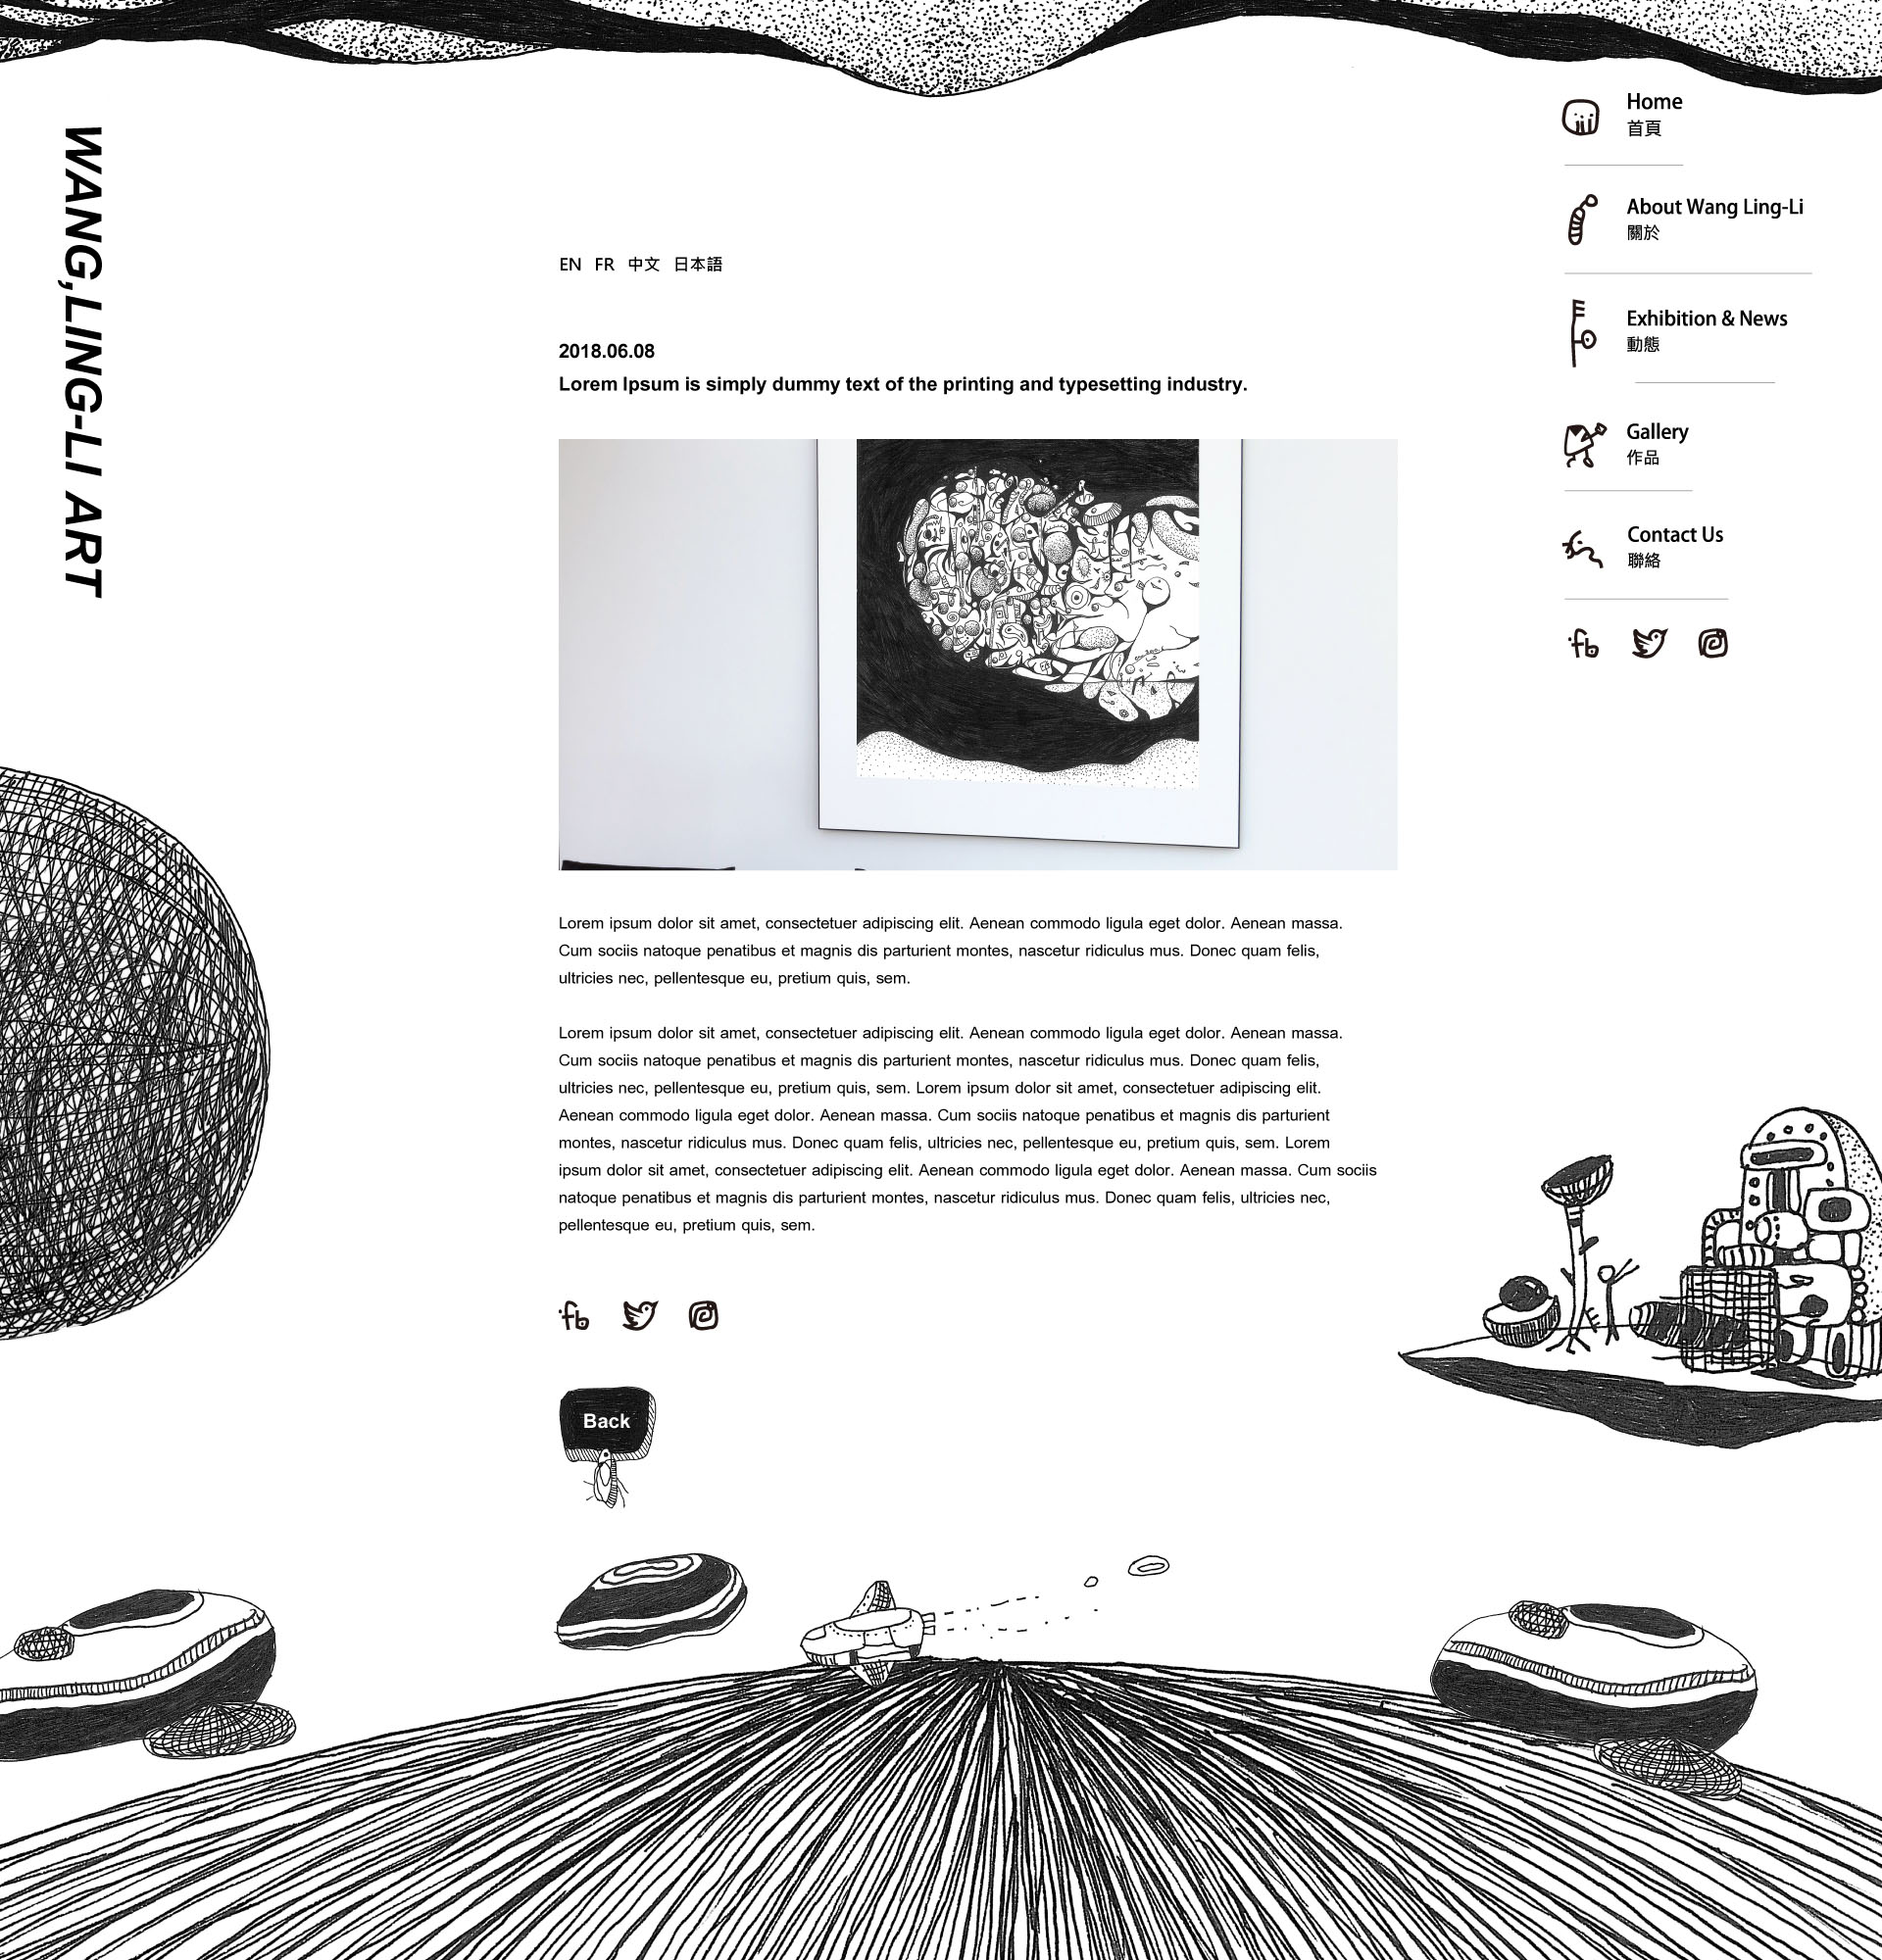 WANG,LING-LI ART
Home
首頁
About Wang Ling-Li
關於
Exhibition & News
動態
Gallery
作品
Contact Us
聯絡
fb
EN FR 中文 日本語
2018.06.08
Lorem Ipsum is simply dummy text of the printing and typesetting industry.
Lorem ipsum dolor sit amet, consectetuer adipiscing elit. Aenean commodo ligula eget dolor. Aenean massa.
Cum sociis natoque penatibus et magnis dis parturient montes, nascetur ridiculus mus. Donec quam felis,
ultricies nec, pellentesque eu, pretium quis, sem.
Lorem ipsum dolor sit amet, consectetuer adipiscing elit. Aenean commodo ligula eget dolor. Aenean massa.
Cum sociis natoque penatibus et magnis dis parturient montes, nascetur ridiculus mus. Donec quam felis,
ultricies nec, pellentesque eu, pretium quis, sem. Lorem ipsum dolor sit amet, consectetuer adipiscing elit.
Aenean commodo ligula eget dolor. Aenean massa. Cum sociis natoque penatibus et magnis dis parturient
montes, nascetur ridiculus mus. Donec quam felis, ultricies nec, pellentesque eu, pretium quis, sem. Lorem
ipsum dolor sit amet, consectetuer adipiscing elit. Aenean commodo ligula eget dolor. Aenean massa. Cum sociis
natoque penatibus et magnis dis parturient montes, nascetur ridiculus mus. Donec quam felis, ultricies nec,
pellentesque eu, pretium quis, sem.
fb
Back